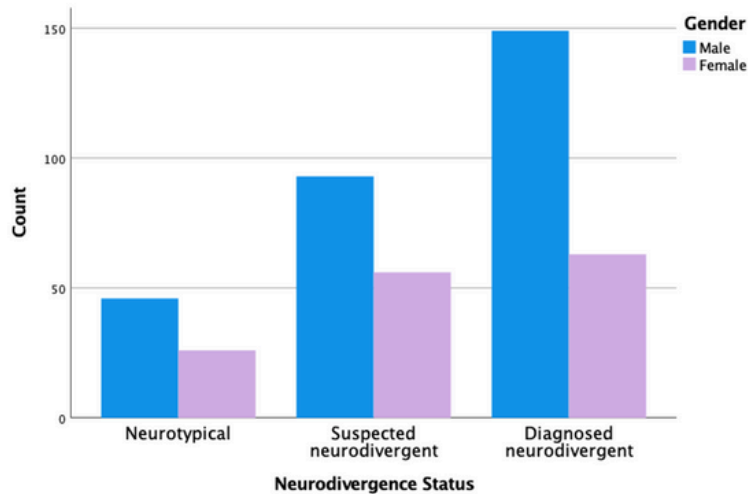 Gender
Male
Female
150
100
50
0
Count
Neurotypical
Suspected
neurodivergent
Diagnosed
neurodivergent
Neurodivergence Status